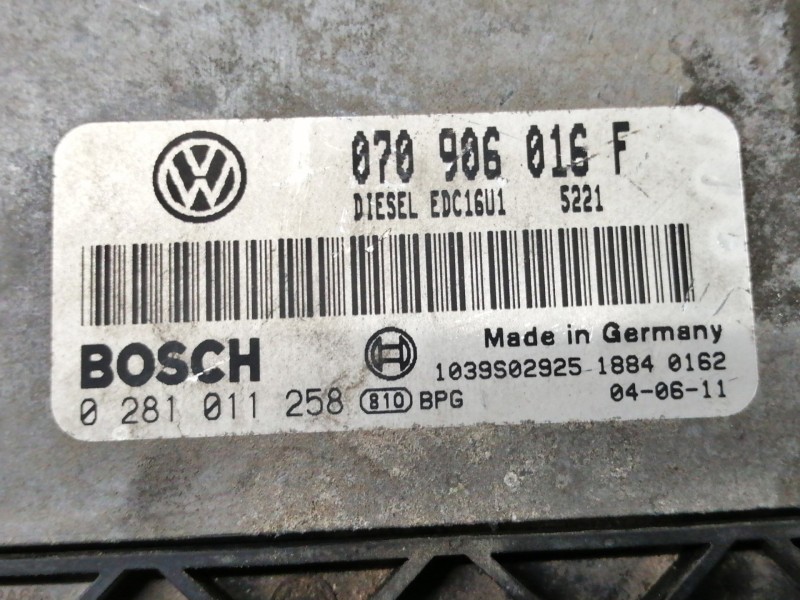 VW
070 906 016 F
DIESEL EDC16U1 5221
BOSCH
Made in Germany
1039S02925 1884 0162
0 281 011 258 810 BPG
04-06-11